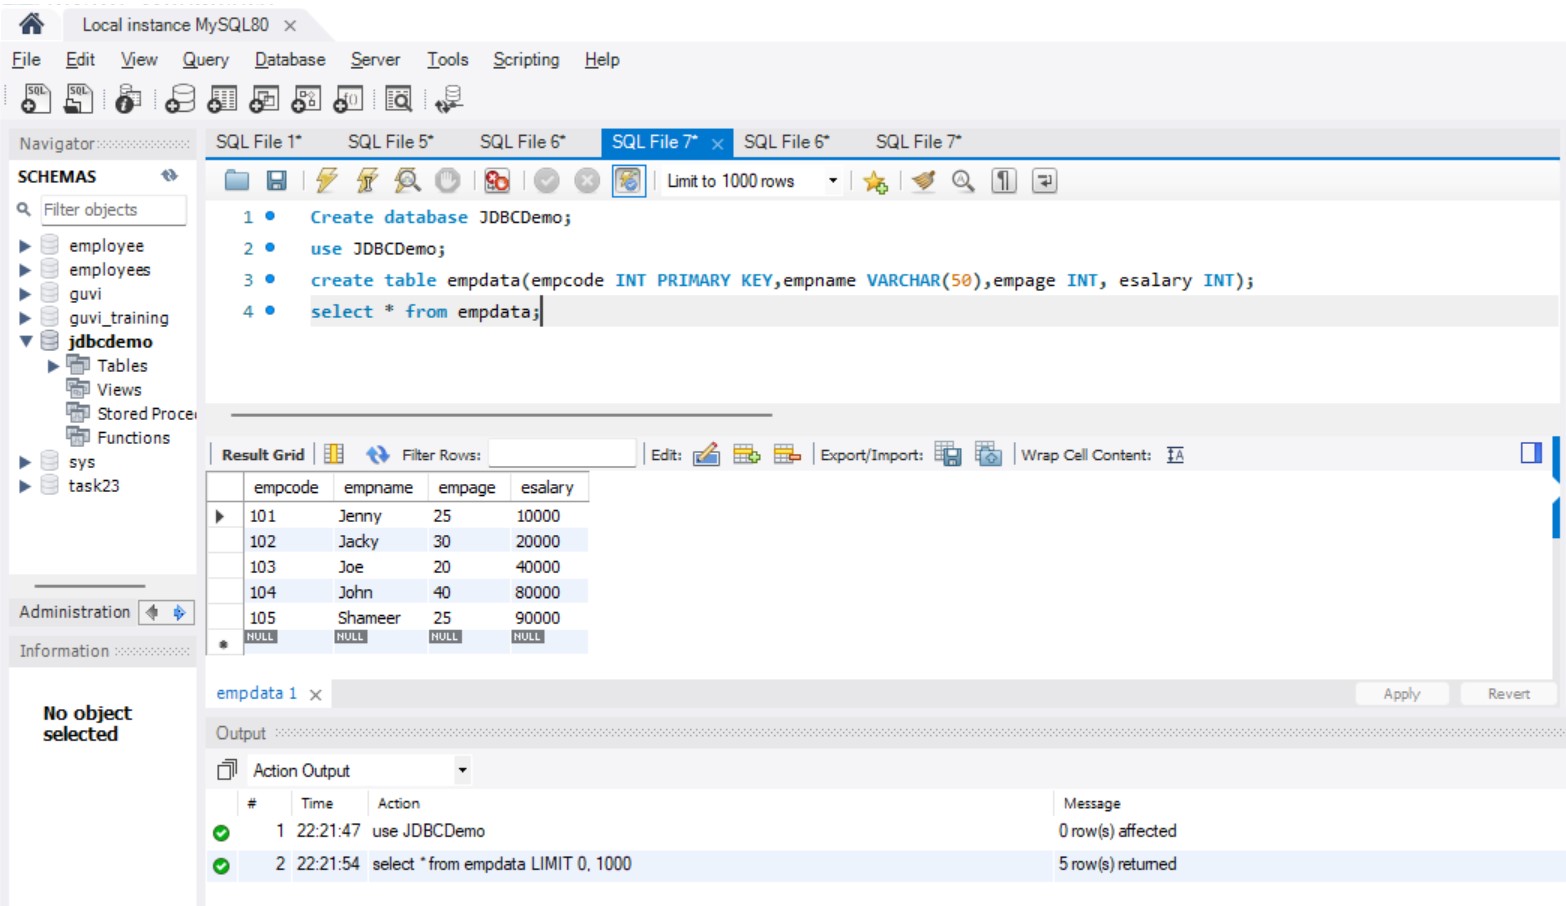 Local instance MySQL80
File Edit View Query Database Server Tools Scripting Help
Navigator
SCHEMAS
Filter objects
employee
employees
guvi
guvi_training
jdbcdemo
Tables
Views
Stored Proce
Functions
sys
task23
Administration
Information
No object
selected
SQL File 1* SQL File 5* SQL File 6* SQL File 7* SQL File 6* SQL File 7*
Limit to 1000 rows
1 Create database JDBCDemo;
2 use JDBCDemo;
3 create table empdata(empcode INT PRIMARY KEY,empname VARCHAR(50),empage INT, esalary INT);
4 select * from empdata;
Result Grid Filter Rows: Edit: Export/Import: Wrap Cell Content:
empcode empname empage esalary
101 Jenny 25 10000
102 Jacky 30 20000
103 Joe 20 40000
104 John 40 80000
105 Shameer 25 90000
NULL NULL NULL NULL
empdata 1 Apply Revert
Output
Action Output
# Time Action Message
1 22:21:47 use JDBCDemo 0 row(s) affected
2 22:21:54 select * from empdata LIMIT 0, 1000 5 row(s) returned